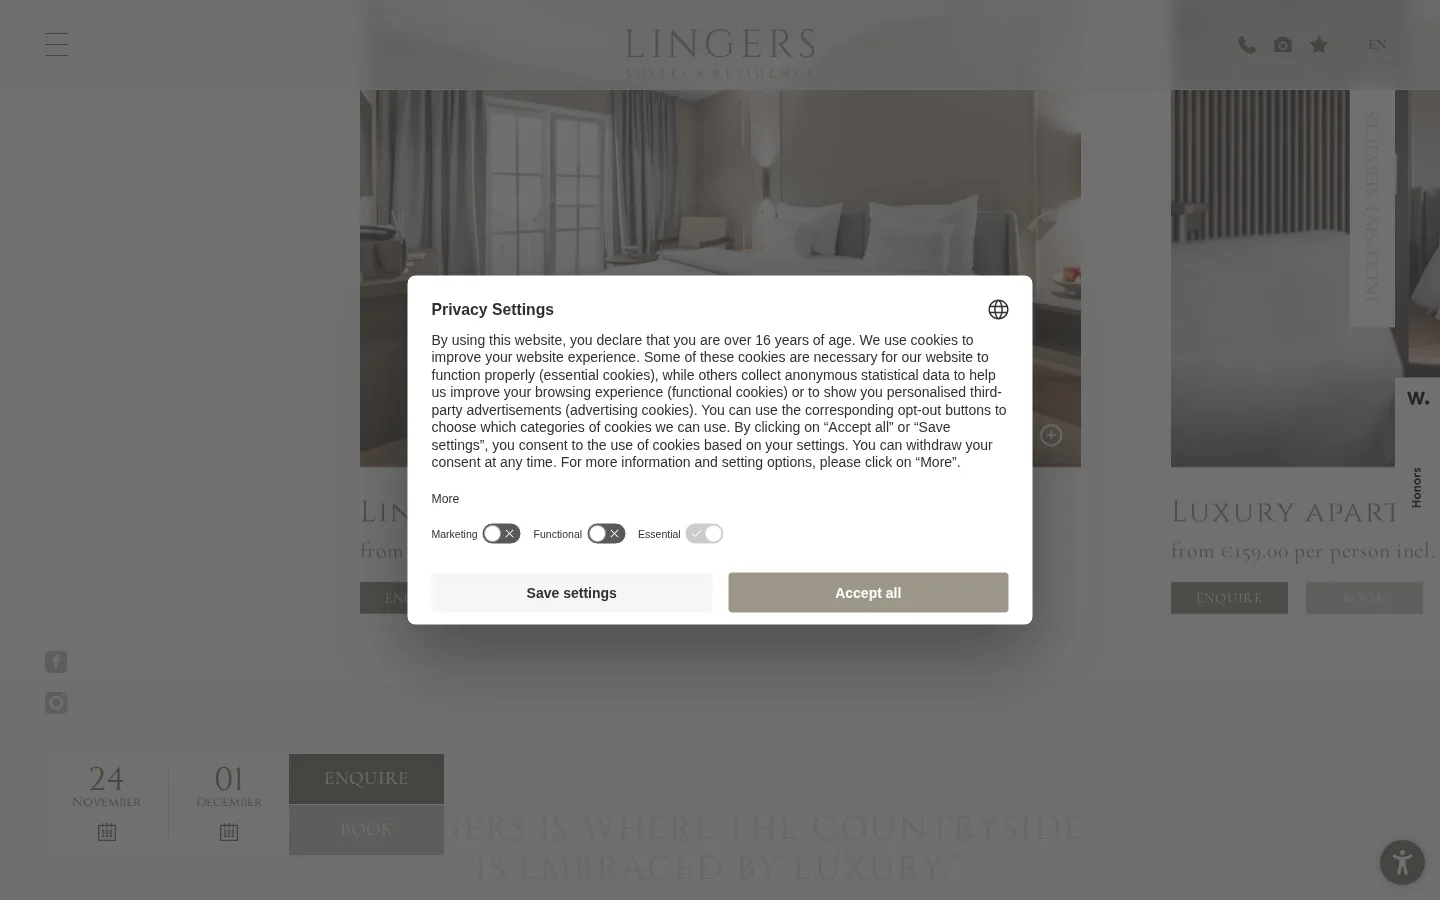 LINGERS
SUITES & RESIDENCE
EN
INCLUSIVE SERVICES
Privacy Settings
By using this website, you declare that you are over 16 years of age. We use cookies to
improve your website experience. Some of these cookies are necessary for our website to
function properly (essential cookies), while others collect anonymous statistical data to help
us improve your browsing experience (functional cookies) or to show you personalised third-
party advertisements (advertising cookies). You can use the corresponding opt-out buttons to
choose which categories of cookies we can use. By clicking on “Accept all” or “Save
settings”, you consent to the use of cookies based on your settings. You can withdraw your
consent at any time. For more information and setting options, please click on “More”.
More
Marketing Functional Essential
Save settings Accept all
W.
Honors
LUXURY APART
from
from €159.00 per person incl.
ENQUIRE
BOOK
24
NOVEMBER
01
DECEMBER
ENQUIRE
BOOK
IS WHERE THE COUNTRYSIDE
IS EMBRACED BY LUXURY."